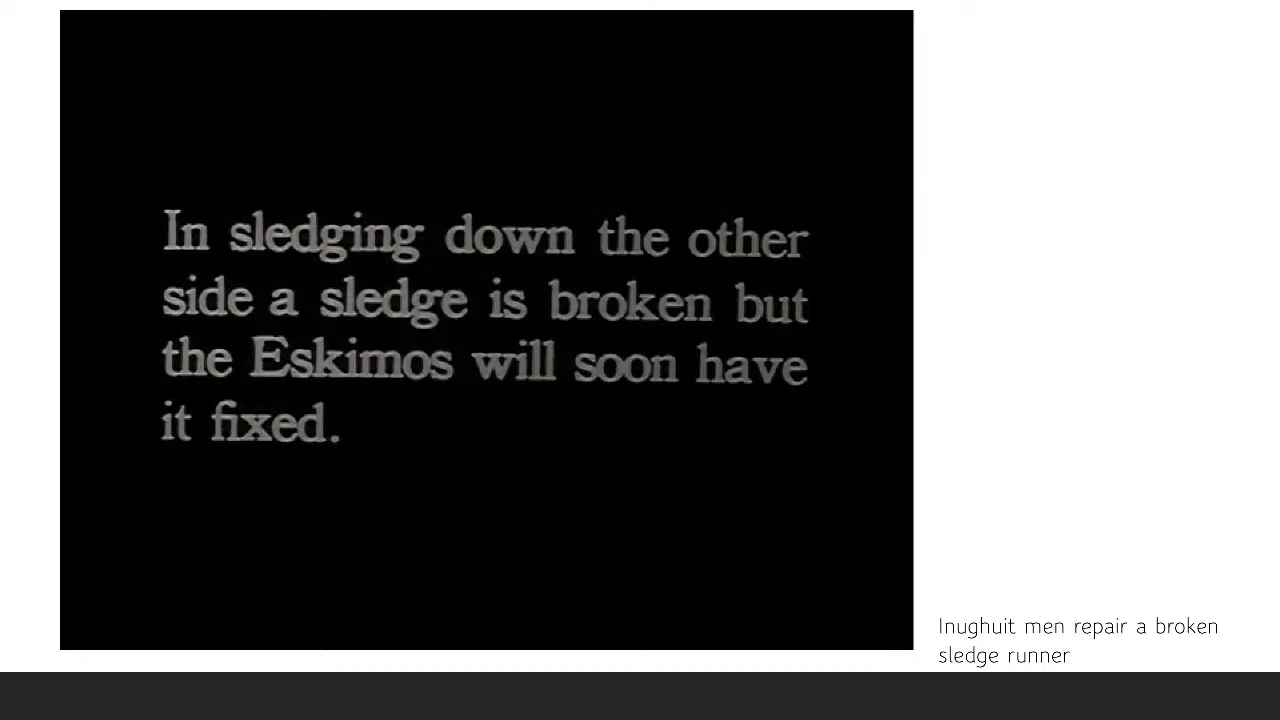 In sledging down the other
side a sledge is broken but
the Eskimos will soon have
it fixed.
Inughuit men repair a broken
sledge runner